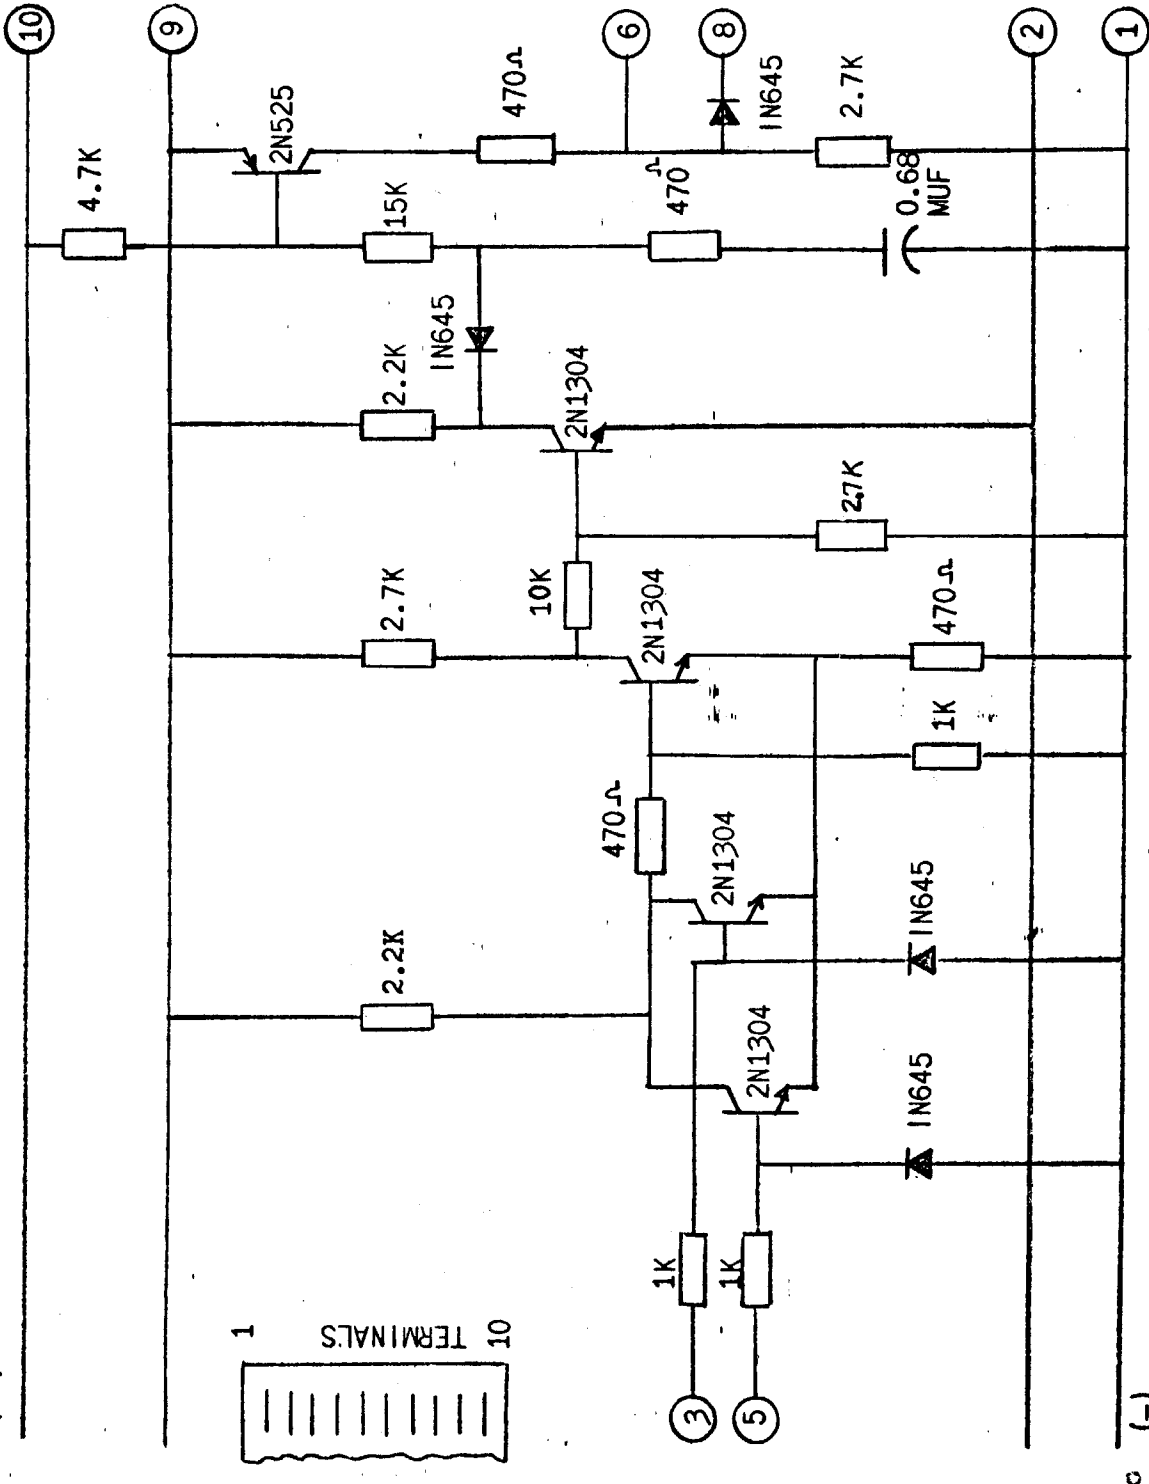 10
9
6
8
2
1
4.7K
2N525
470Ω
IN645
2.7K
15K
470
Ω
0.68
MUF
IN645
2.2K
2N1304
2.7K
10K
2N1304
27K
470Ω
1K
470Ω
2N1304
IN645
2.2K
2N1304
IN645
1K
1K
3
5
1
TERMINALS
10
(-)